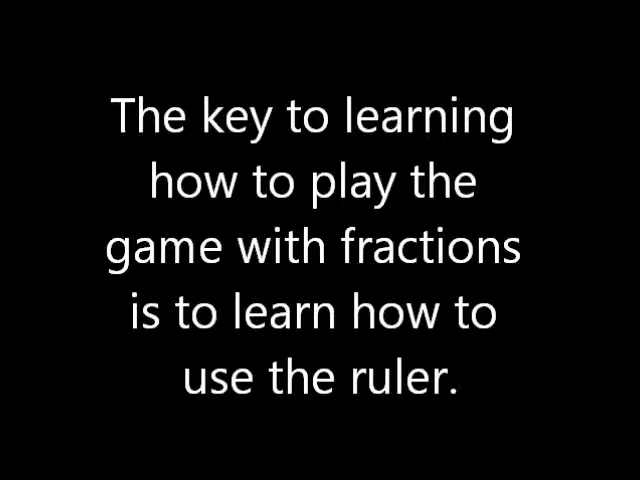 The key to learning
how to play the
game with fractions
is to learn how to
use the ruler.